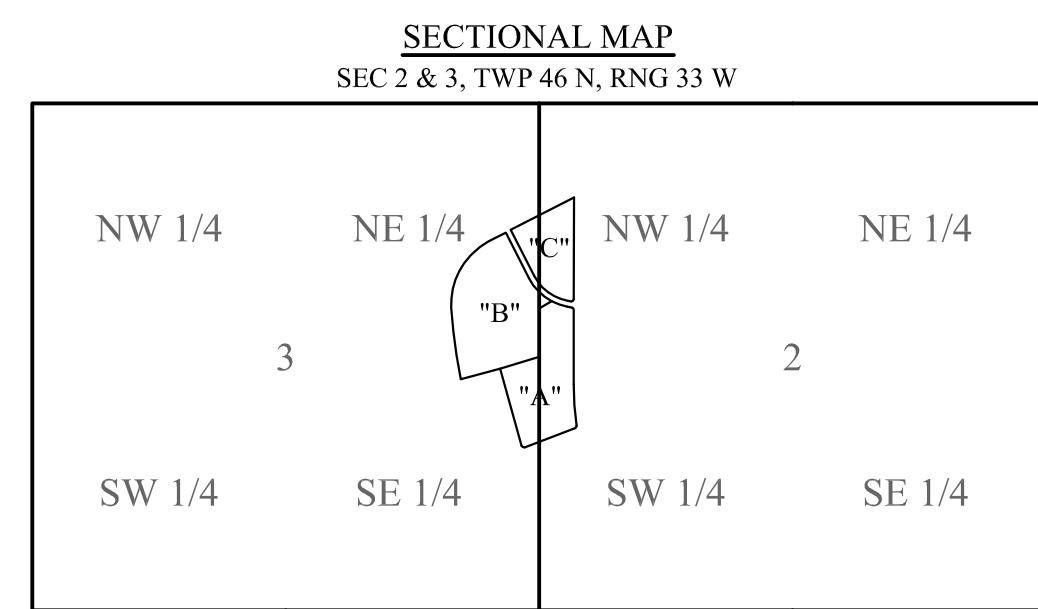 SECTIONAL MAP
SEC 2 & 3, TWP 46 N, RNG 33 W
NW 1/4 NE 1/4 NW 1/4 NE 1/4
"C"
"B"
3 2
"A"
SW 1/4 SE 1/4 SW 1/4 SE 1/4